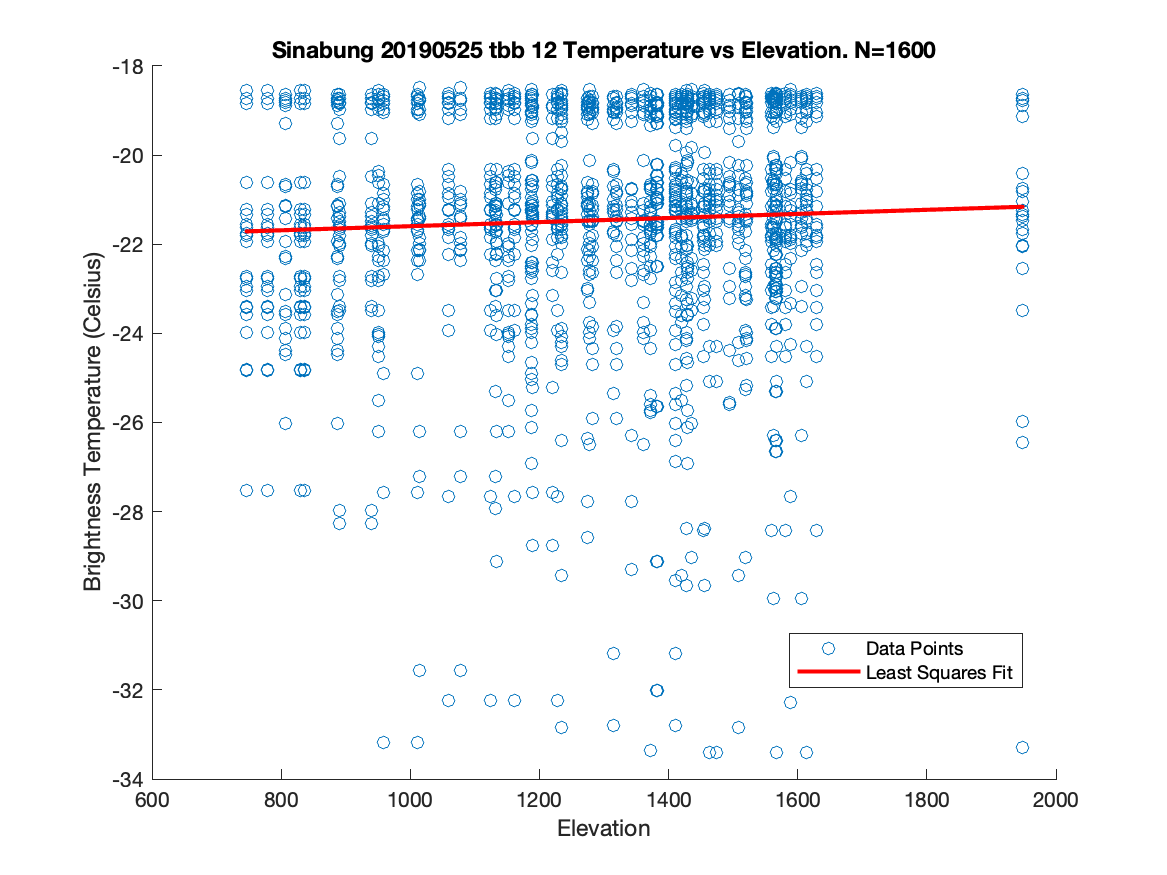 Sinabung 20190525 tbb 12 Temperature vs Elevation. N=1600
-18
-20
-22
-24
-26
-28
-30
-32
-34
Brightness Temperature (Celsius)
Data Points
Least Squares Fit
600 800 1000 1200 1400 1600 1800 2000
Elevation